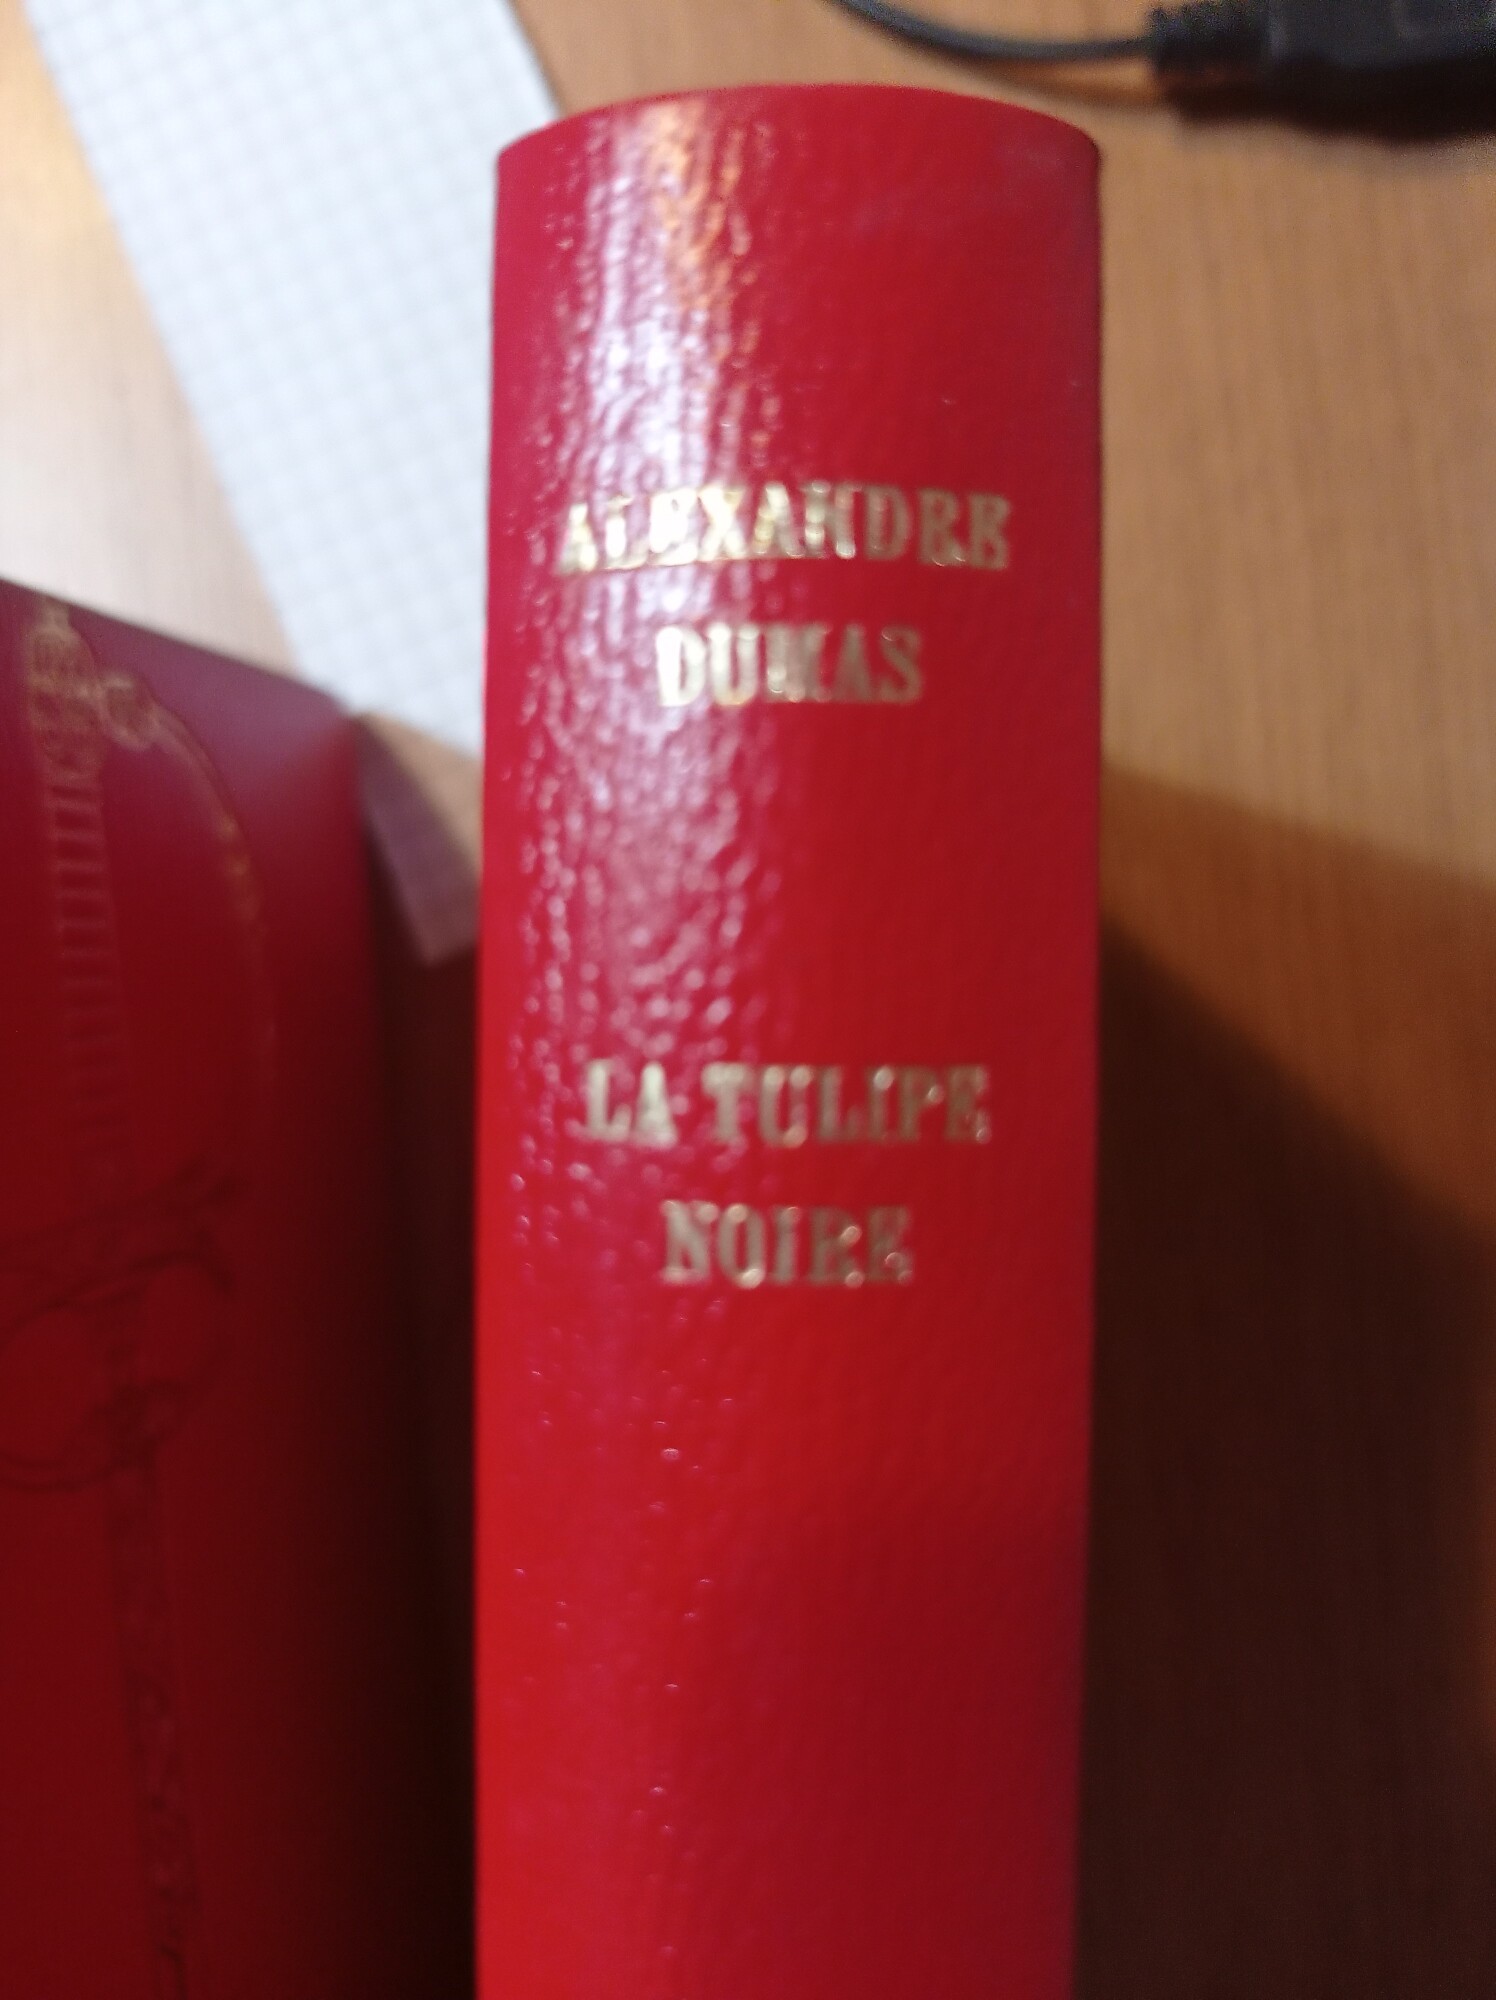 ALEXANDRE
DUMAS
LA TULIPE
NOIRE